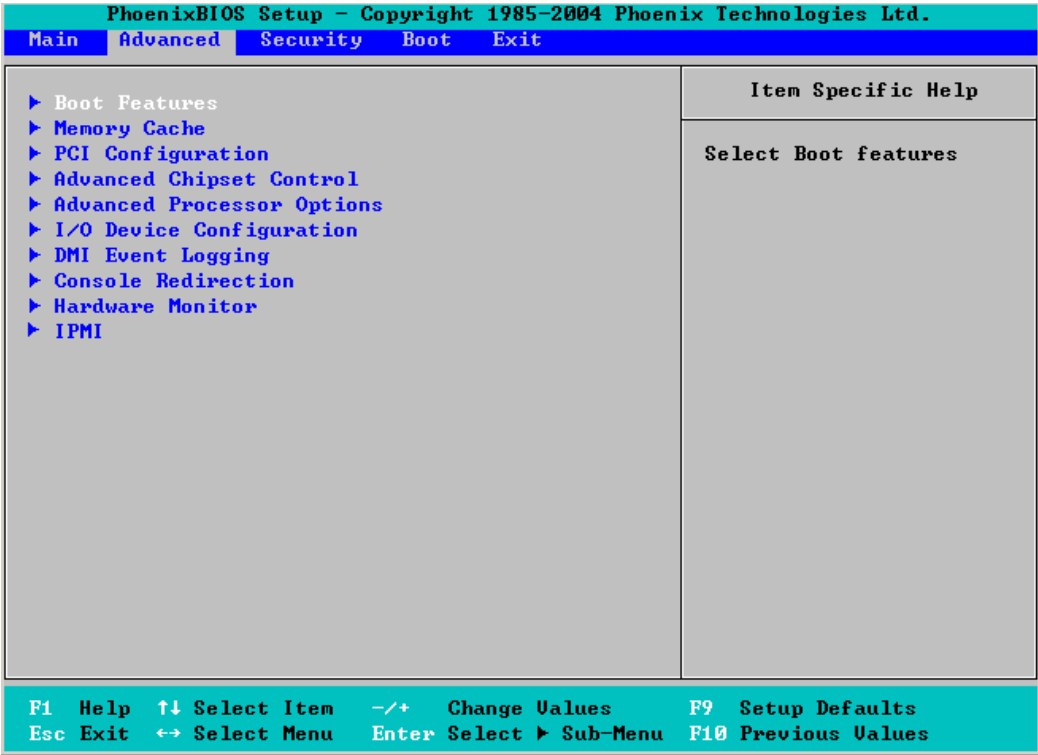 PhoenixBIOS Setup - Copyright 1985-2004 Phoenix Technologies Ltd.
Main Advanced Security Boot Exit
▶ Boot Features
▶ Memory Cache
▶ PCI Configuration
▶ Advanced Chipset Control
▶ Advanced Processor Options
▶ I/O Device Configuration
▶ DMI Event Logging
▶ Console Redirection
▶ Hardware Monitor
▶ IPMI
Item Specific Help
Select Boot features
F1 Help ↑↓ Select Item -/+ Change Values F9 Setup Defaults
Esc Exit ↔ Select Menu Enter Select ▶ Sub-Menu F10 Previous Values